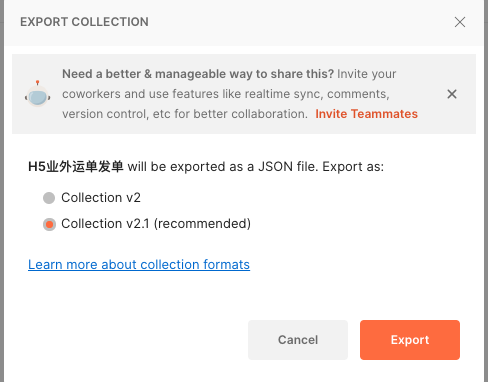 EXPORT COLLECTION
Need a better & manageable way to share this? Invite your
coworkers and use features like realtime sync, comments,
version control, etc for better collaboration. Invite Teammates
H5业外运单发单 will be exported as a JSON file. Export as:
Collection v2
Collection v2.1 (recommended)
Learn more about collection formats
Cancel
Export